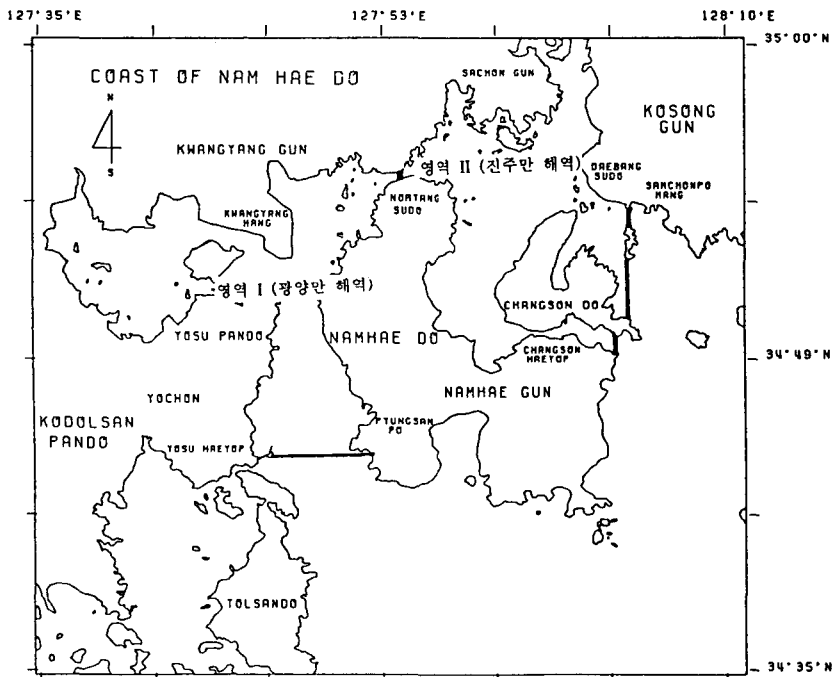 127°35'E
127°53'E
128°10'E
35°00'N
COAST OF NAM HAE DO
N
S
SACHON GUN
KOSONG
GUN
KWANGYANG GUN
영역 II (진주만 해역)
DAEBANG
SUDO
SAMCHONPO
HANG
NORYANG
SUDO
KWANGYANG
HANG
영역 I (광양만 해역)
CHANGSON DO
YOSU PANDO
NAMHAE DO
CHANGSON
HAEYOP
34°49'N
NAMHAE GUN
YOCHON
KODOLSAN
PANDO
PYUNGSAN
PO
YOSU HAEYOP
TOLSANDO
34°35'N